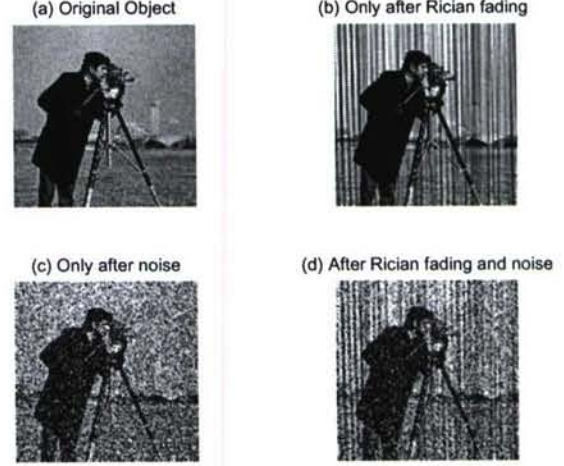 (a) Original Object
(b) Only after Rician fading
(c) Only after noise
(d) After Rician fading and noise